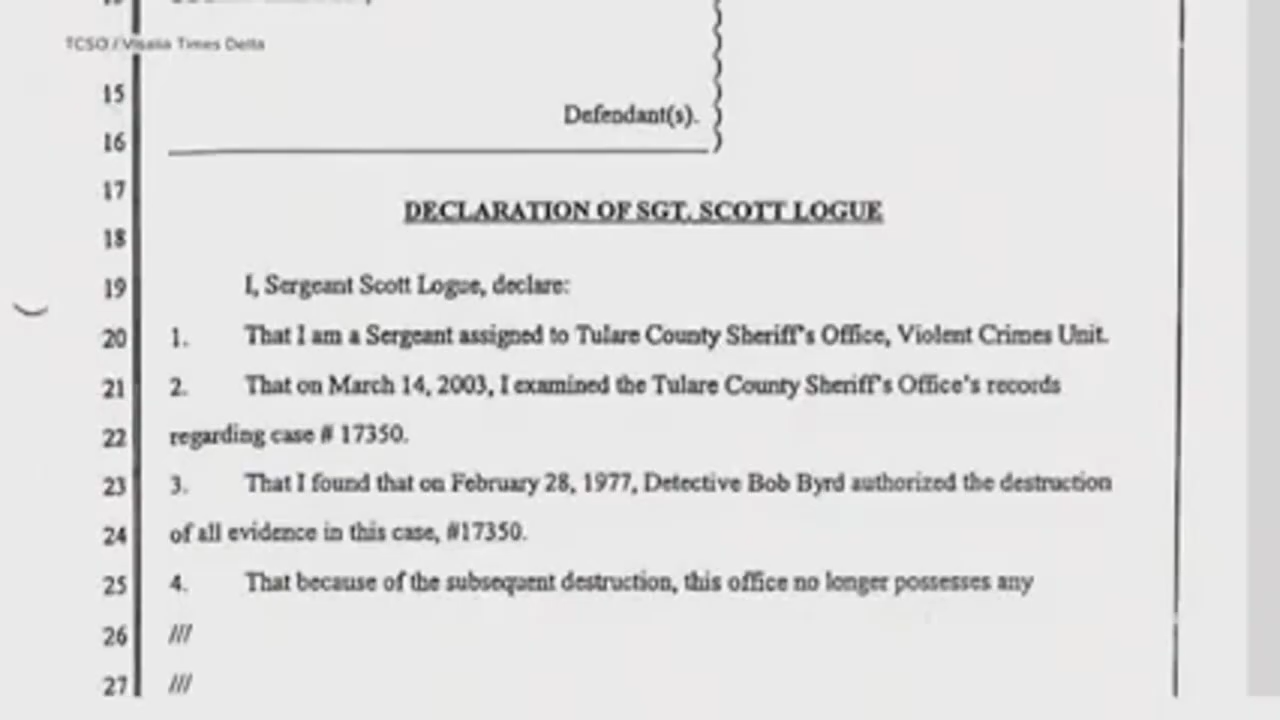 TCSO / Visalia Times Delta
15
Defendant(s).
16
17
DECLARATION OF SGT. SCOTT LOGUE
18
19 I, Sergeant Scott Logue, declare:
20 1. That I am a Sergeant assigned to Tulare County Sheriff's Office, Violent Crimes Unit.
21 2. That on March 14, 2003, I examined the Tulare County Sheriff's Office's records
22 regarding case # 17350.
23 3. That I found that on February 28, 1977, Detective Bob Byrd authorized the destruction
24 of all evidence in this case, #17350.
25 4. That because of the subsequent destruction, this office no longer possesses any
26 ///
27 ///